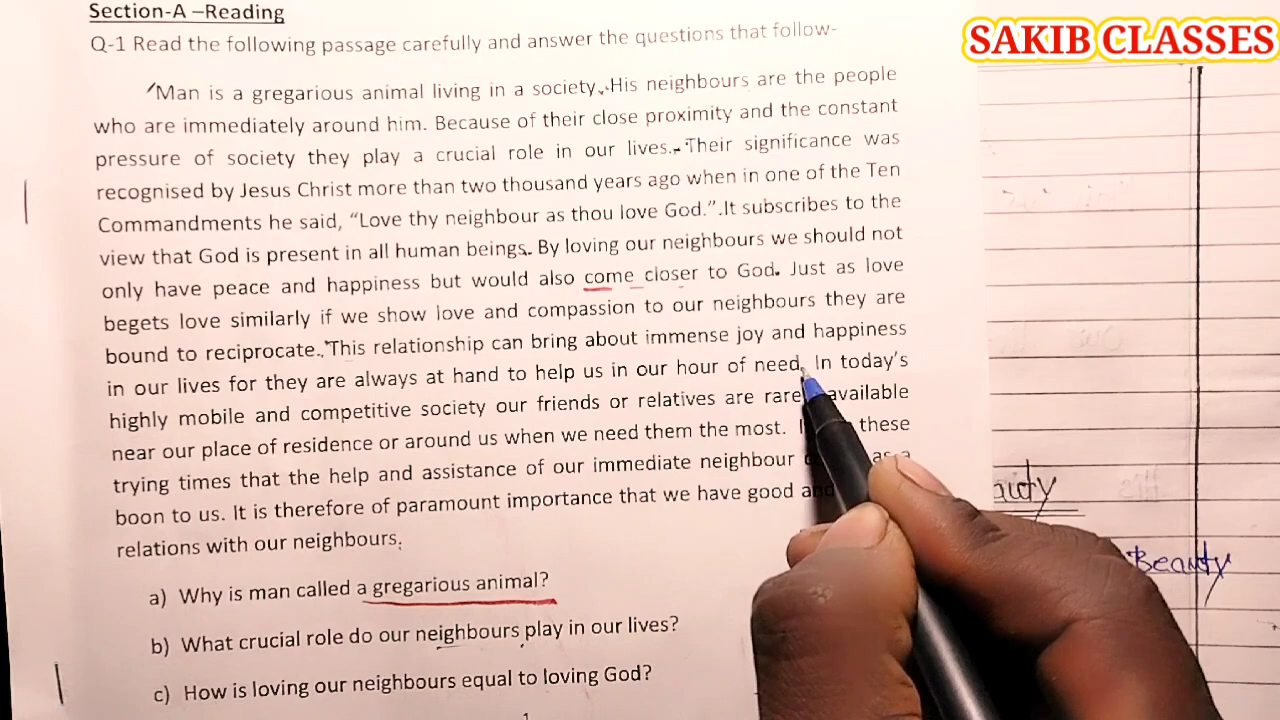 Section-A –Reading
SAKIB CLASSES
Q-1 Read the following passage carefully and answer the questions that follow-
Man is a gregarious animal living in a society. His neighbours are the people
who are immediately around him. Because of their close proximity and the constant
pressure of society they play a crucial role in our lives. Their significance was
recognised by Jesus Christ more than two thousand years ago when in one of the Ten
Commandments he said, “Love thy neighbour as thou love God.”.It subscribes to the
view that God is present in all human beings. By loving our neighbours we should not
only have peace and happiness but would also come closer to God. Just as love
begets love similarly if we show love and compassion to our neighbours they are
bound to reciprocate. This relationship can bring about immense joy and happiness
in our lives for they are always at hand to help us in our hour of need. In today’s
highly mobile and competitive society our friends or relatives are available
near our place of residence or around us when we need them the most. these
trying times that the help and assistance of our immediate neighbour as a
boon to us. It is therefore of paramount importance that we have good and
relations with our neighbours.
a) Why is man called a gregarious animal?
b) What crucial role do our neighbours play in our lives?
c) How is loving our neighbours equal to loving God?
1
Beauty